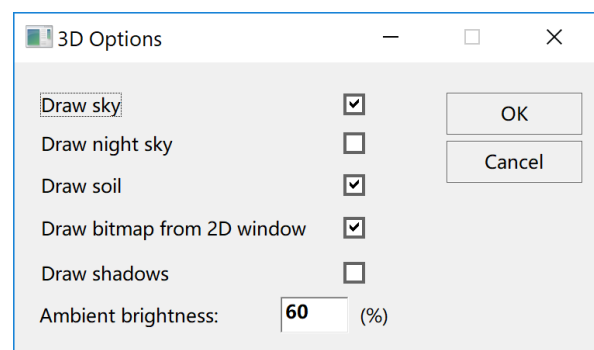 3D Options
Draw sky
OK
Draw night sky
Cancel
Draw soil
Draw bitmap from 2D window
Draw shadows
Ambient brightness: 60 (%)